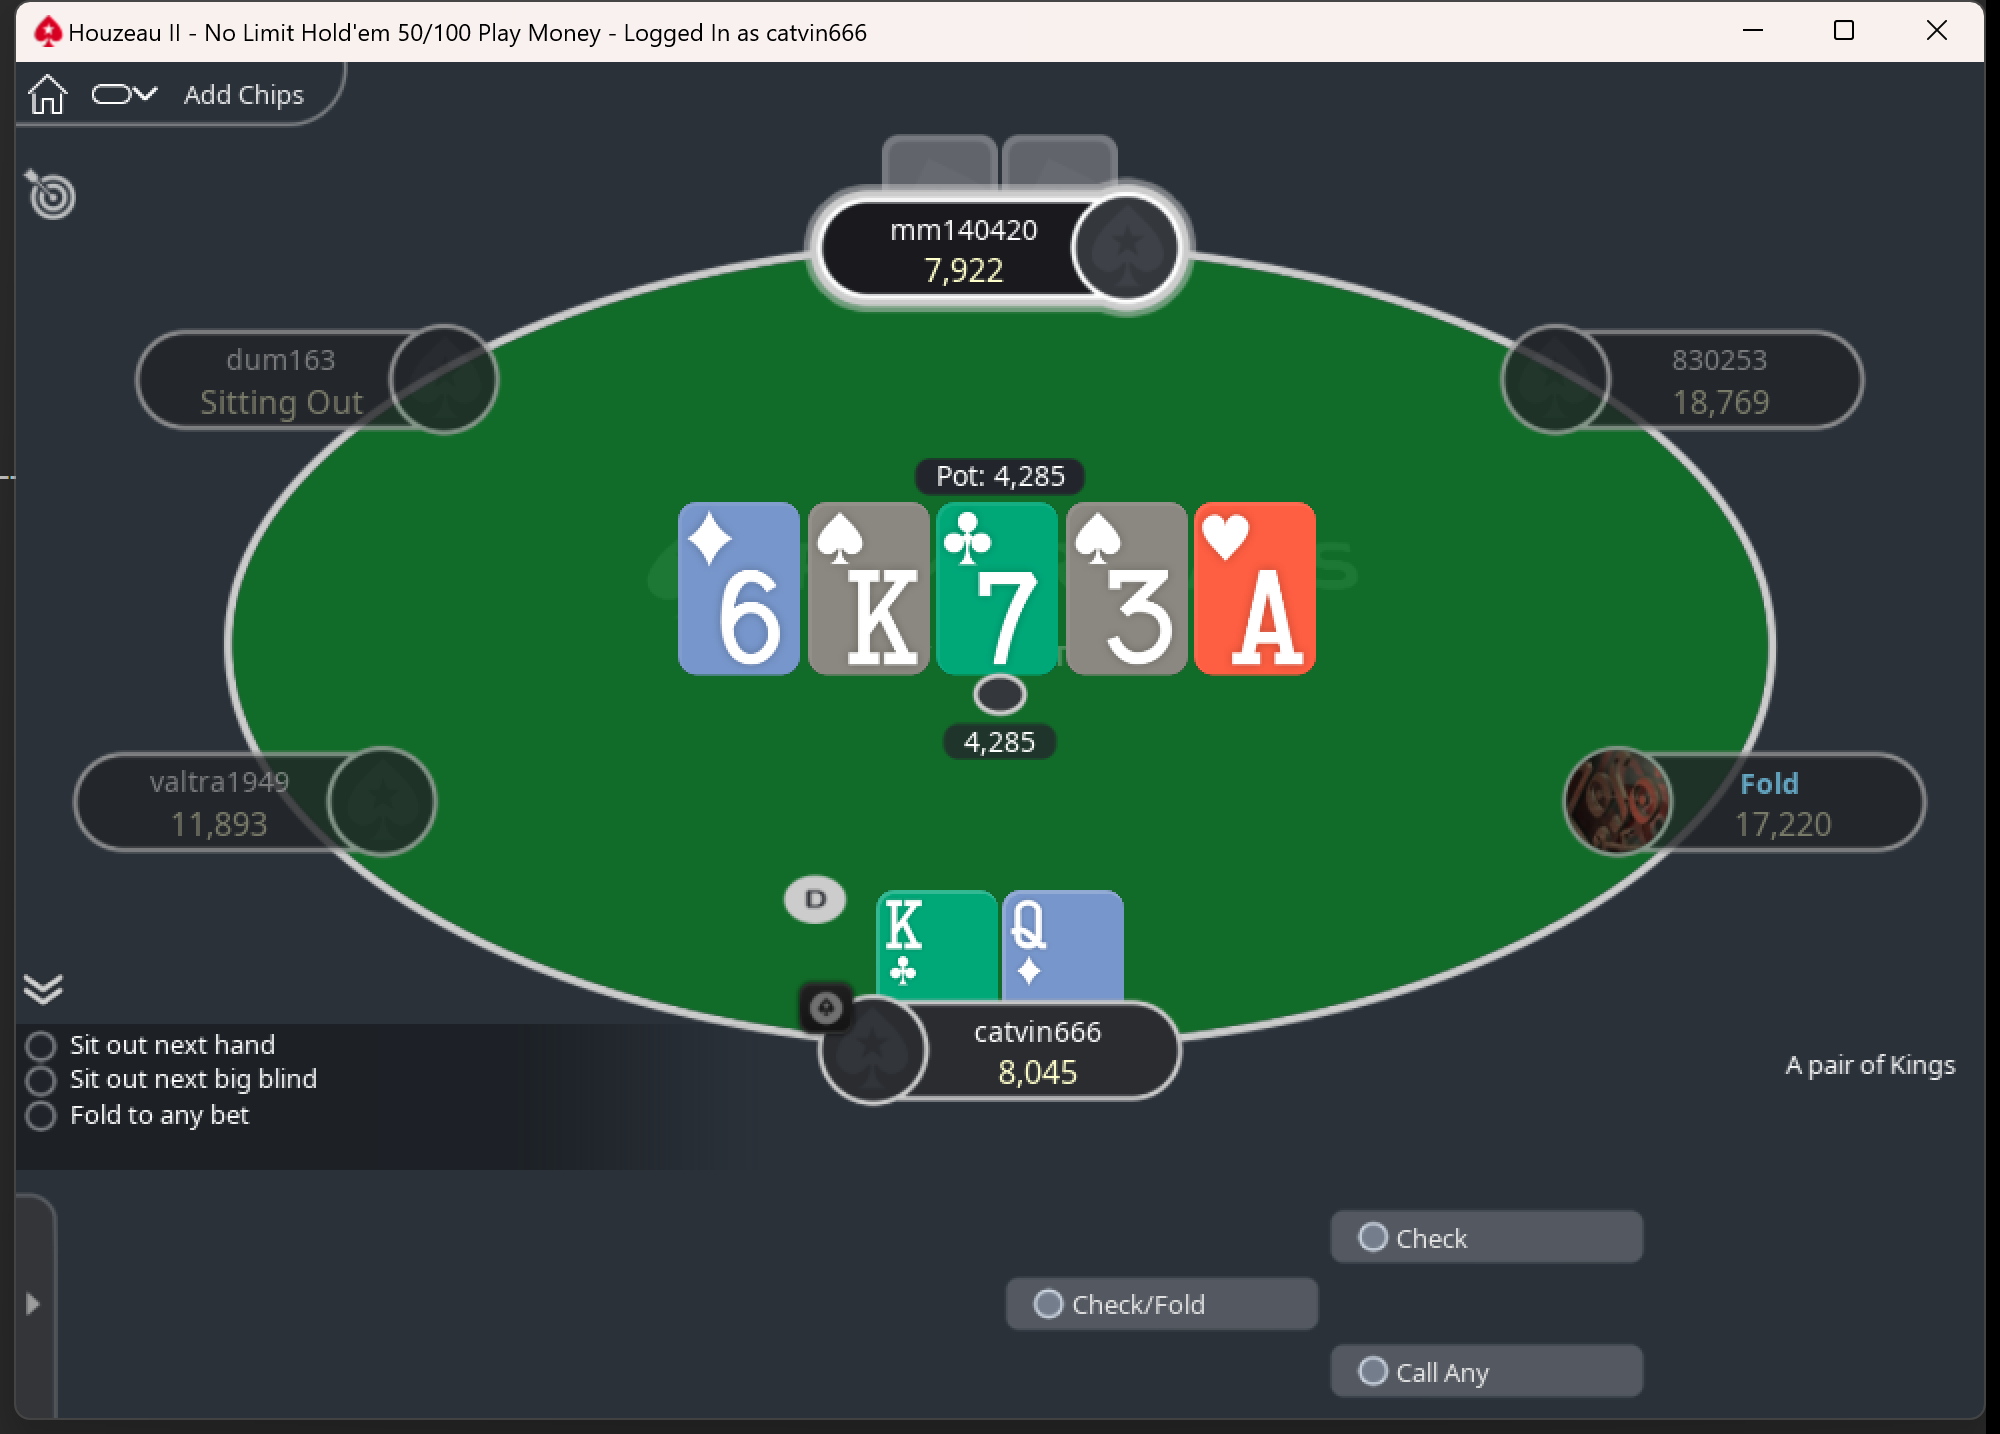 Houzeau II - No Limit Hold'em 50/100 Play Money - Logged In as catvin666
Add Chips
mm140420
7,922
dum163
Sitting Out
830253
18,769
Pot: 4,285
6 K 7 3 A
4,285
valtra1949
11,893
Fold
17,220
D
K Q
catvin666
8,045
A pair of Kings
Sit out next hand
Sit out next big blind
Fold to any bet
Check
Check/Fold
Call Any